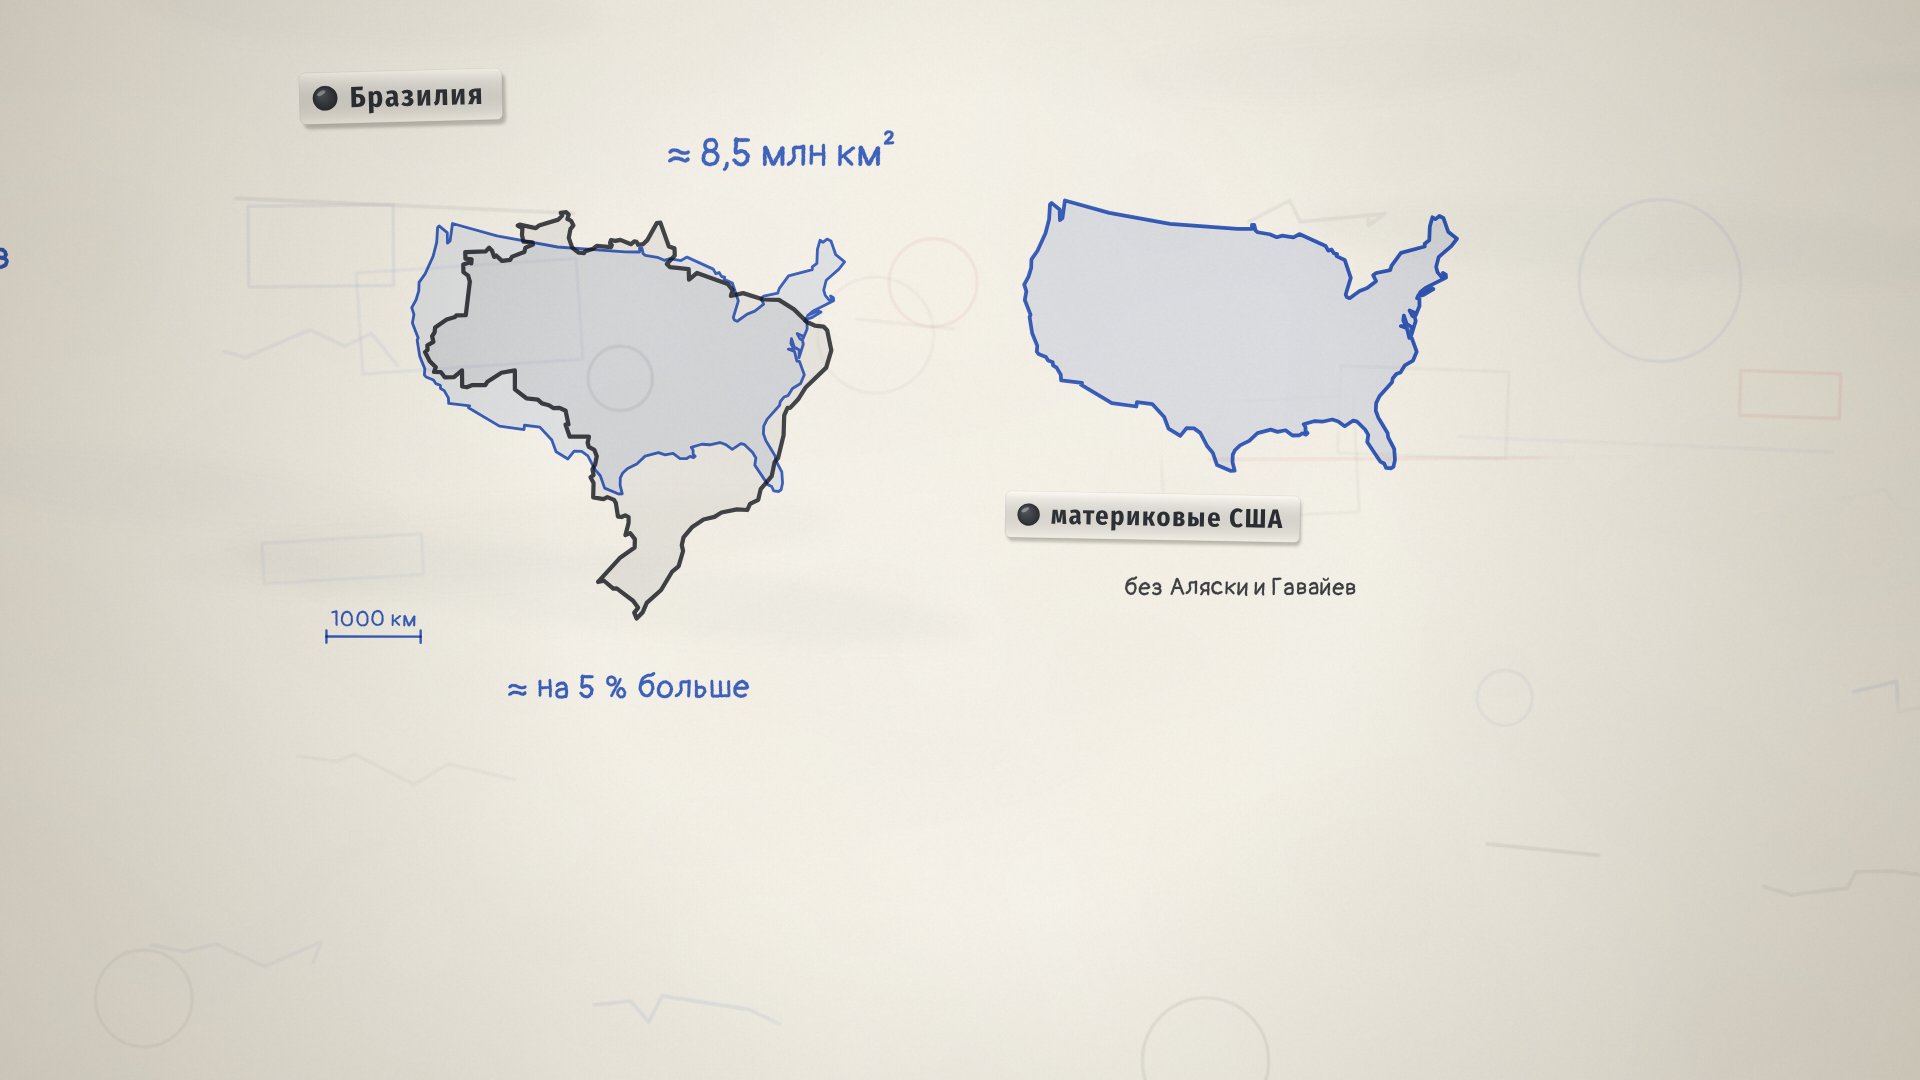 Бразилия
≈ 8,5 млн км²
материковые США
без Аляски и Гавайев
1000 км
≈ на 5 % больше